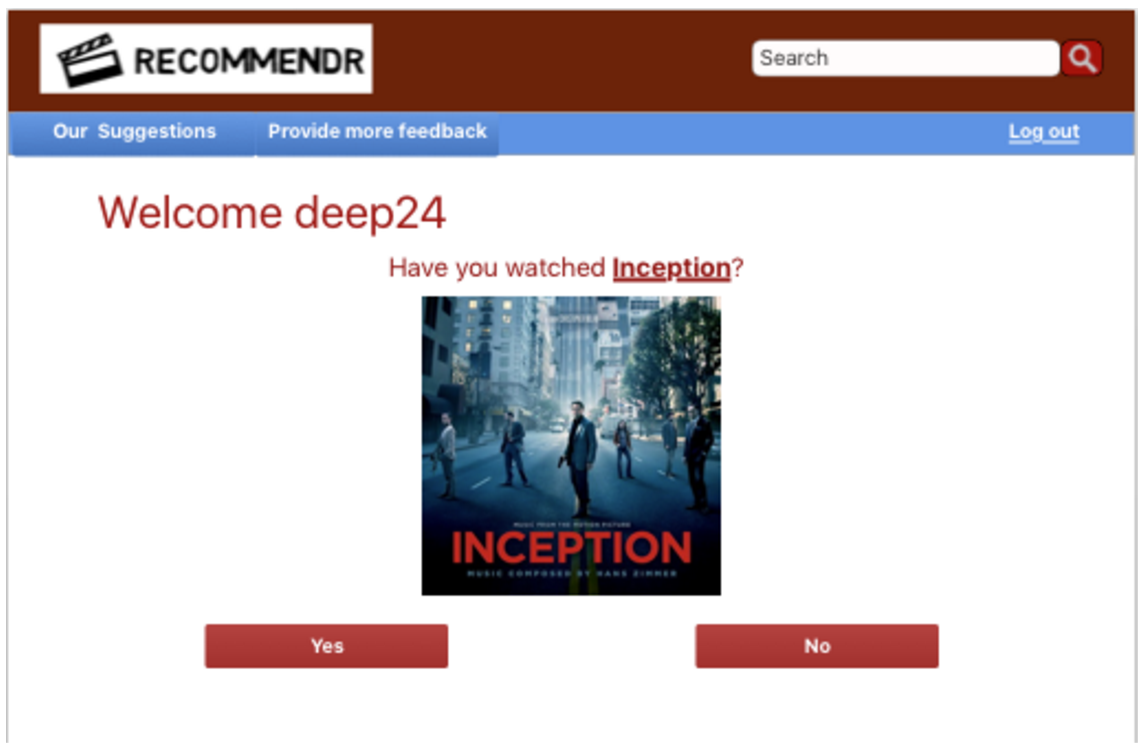 RECOMMENDR
Search
Our Suggestions
Provide more feedback
Log out
Welcome deep24
Have you watched Inception?
MUSIC FROM THE MOTION PICTURE
INCEPTION
MUSIC COMPOSED BY HANS ZIMMER
Yes
No